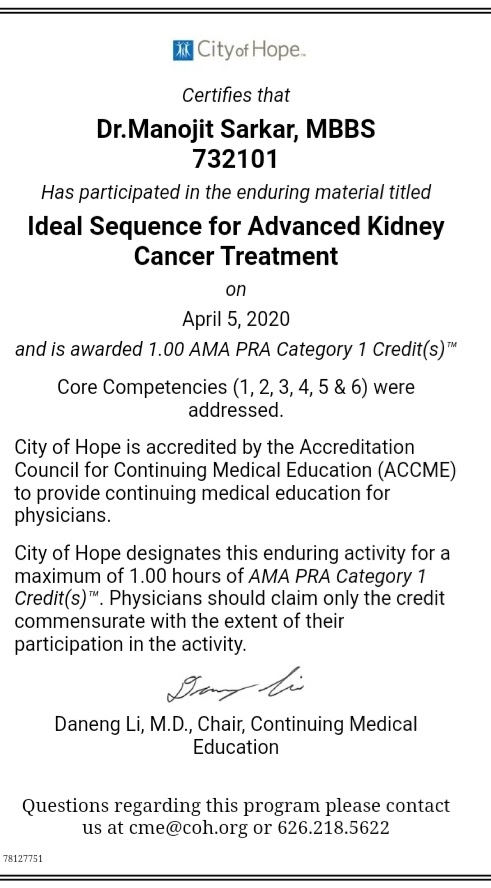 City of Hope™
Certifies that
Dr.Manojit Sarkar, MBBS
732101
Has participated in the enduring material titled
Ideal Sequence for Advanced Kidney
Cancer Treatment
on
April 5, 2020
and is awarded 1.00 AMA PRA Category 1 Credit(s)™
Core Competencies (1, 2, 3, 4, 5 & 6) were
addressed.
City of Hope is accredited by the Accreditation
Council for Continuing Medical Education (ACCME)
to provide continuing medical education for
physicians.
City of Hope designates this enduring activity for a
maximum of 1.00 hours of AMA PRA Category 1
Credit(s)™. Physicians should claim only the credit
commensurate with the extent of their
participation in the activity.
Daneng Li
Daneng Li, M.D., Chair, Continuing Medical
Education
Questions regarding this program please contact
us at cme@coh.org or 626.218.5622
78127751